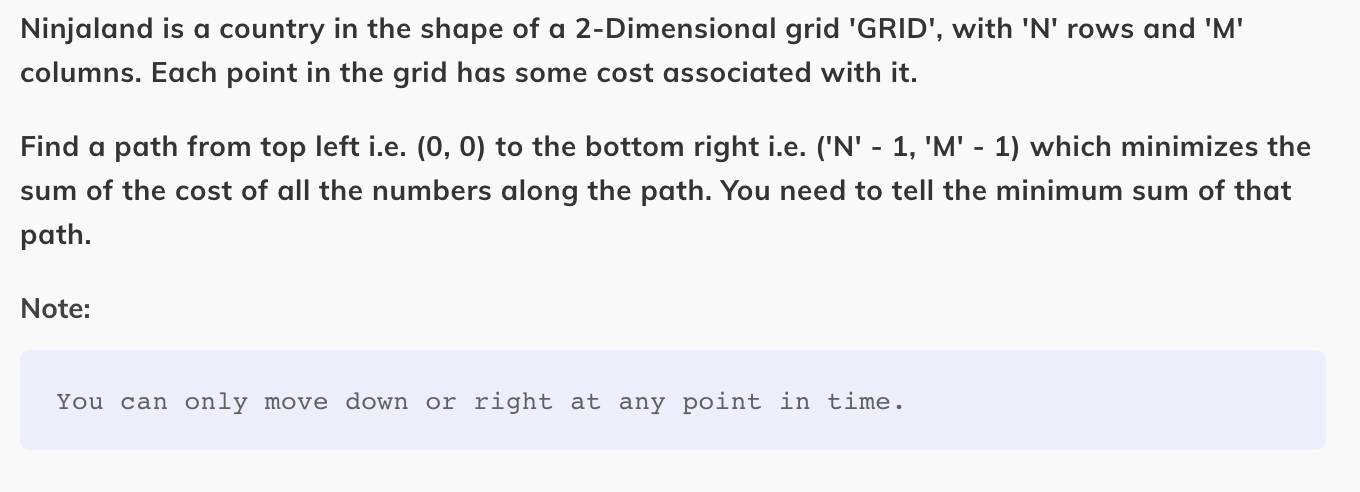 Ninjaland is a country in the shape of a 2-Dimensional grid 'GRID', with 'N' rows and 'M'
columns. Each point in the grid has some cost associated with it.
Find a path from top left i.e. (0, 0) to the bottom right i.e. ('N' - 1, 'M' - 1) which minimizes the
sum of the cost of all the numbers along the path. You need to tell the minimum sum of that
path.
Note:
You can only move down or right at any point in time.